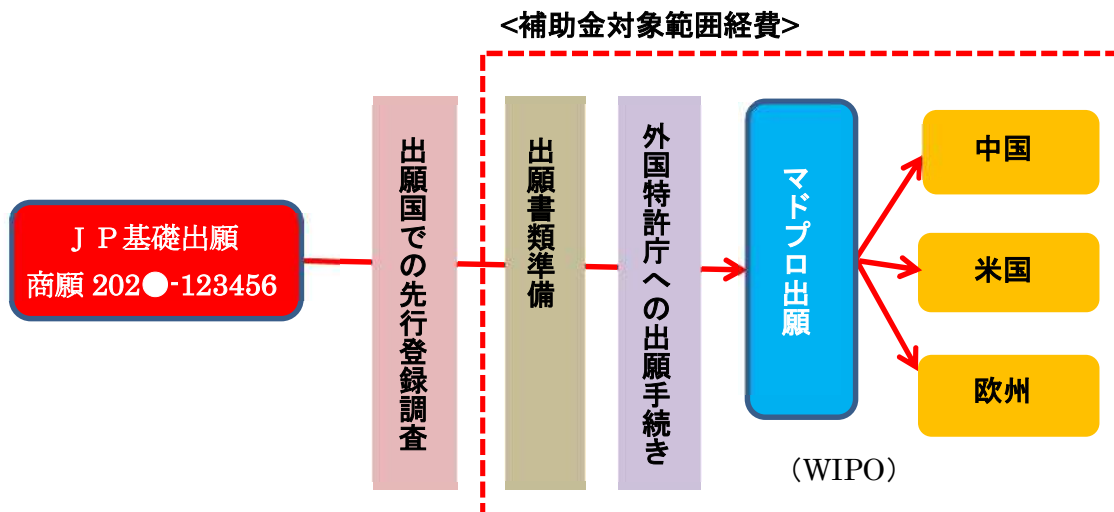 <補助金対象範囲経費>
ＪＰ基礎出願
商願 202●-123456
出願国での先行登録調査
出願書類準備
外国特許庁への出願手続き
マドプロ出願
（WIPO）
中国
米国
欧州